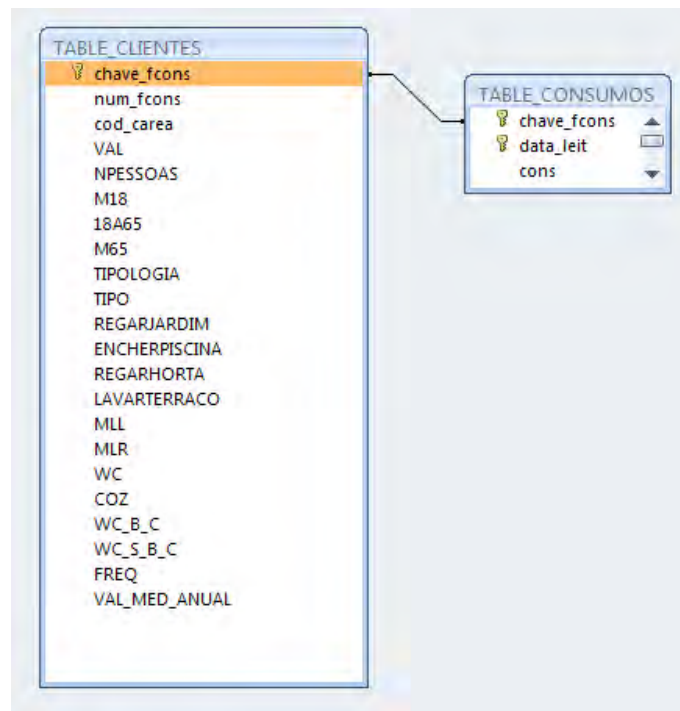 TABLE_CLIENTES
chave_fcons
num_fcons
cod_carea
VAL
NPESSOAS
M18
18A65
M65
TIPOLOGIA
TIPO
REGARJARDIM
ENCHERPISCINA
REGARHORTA
LAVARTERRACO
MLL
MLR
WC
COZ
WC_B_C
WC_S_B_C
FREQ
VAL_MED_ANUAL
TABLE_CONSUMOS
chave_fcons
data_leit
cons